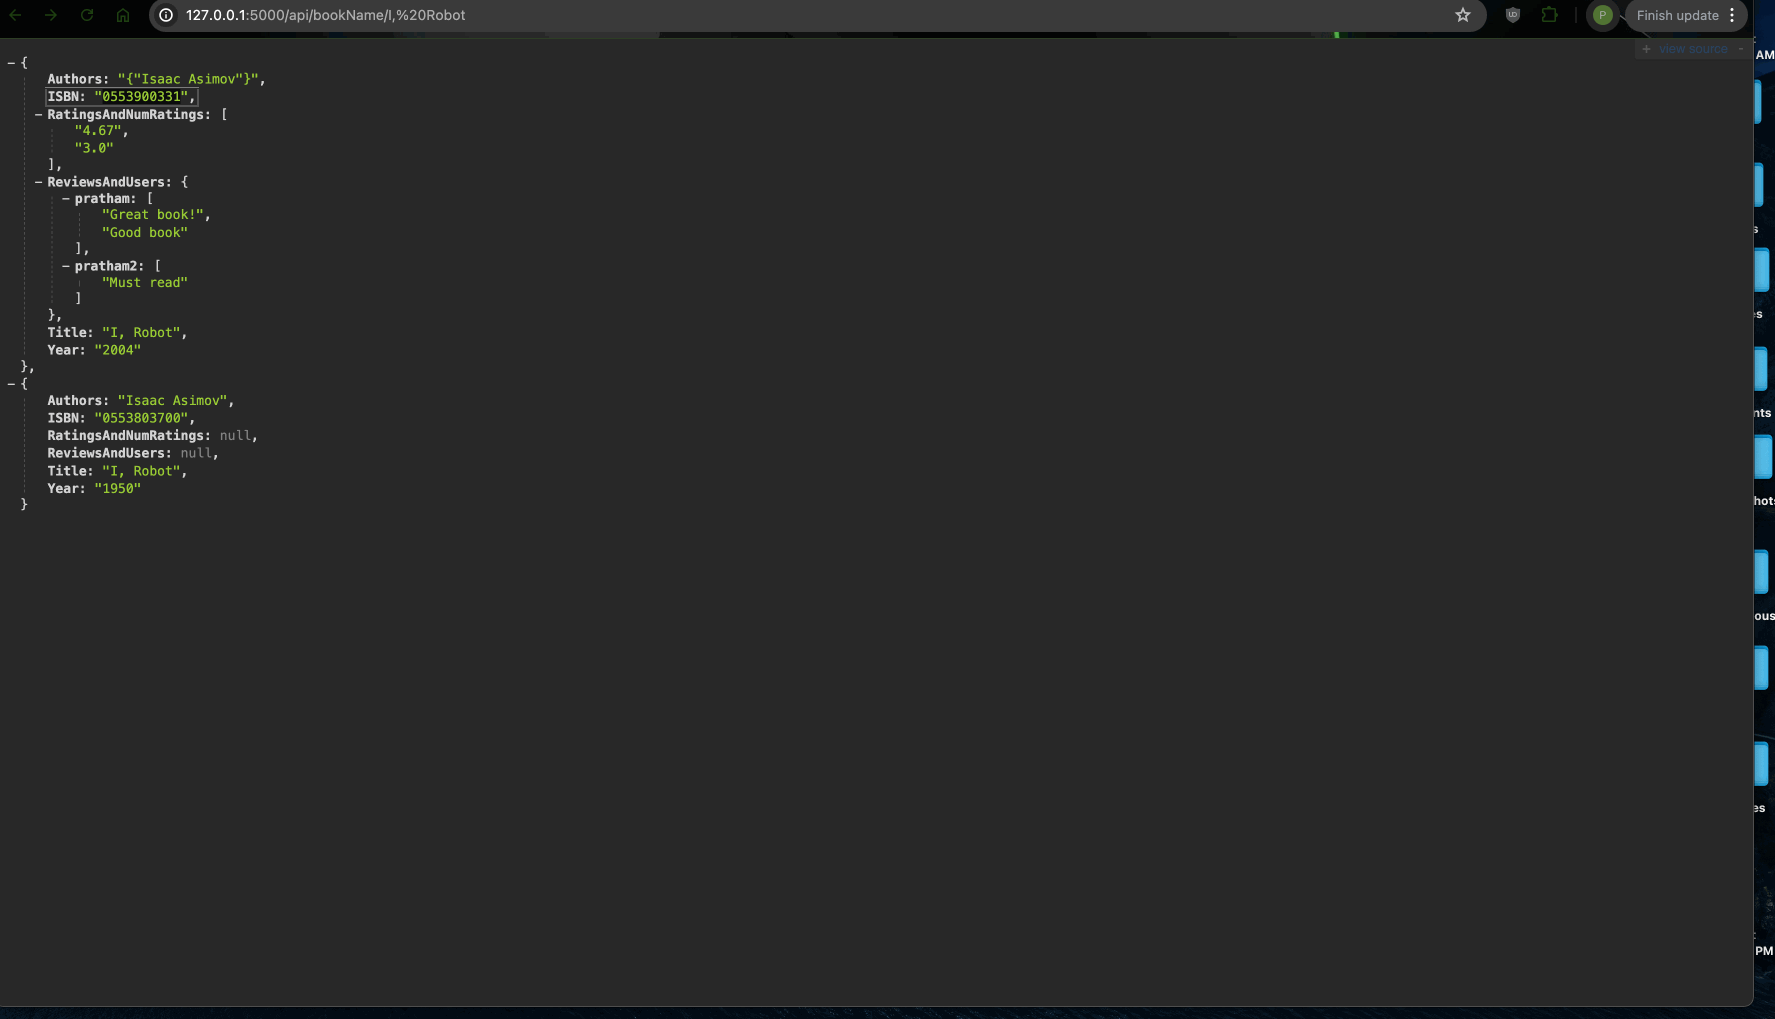 127.0.0.1:5000/api/bookName/I,%20Robot
P
Finish update
+ view source -
AM
− {
Authors: "{"Isaac Asimov"}",
ISBN: "0553900331",
− RatingsAndNumRatings: [
"4.67",
"3.0"
],
− ReviewsAndUsers: {
− pratham: [
"Great book!",
"Good book"
],
− pratham2: [
"Must read"
]
},
Title: "I, Robot",
Year: "2004"
},
− {
Authors: "Isaac Asimov",
ISBN: "0553803700",
RatingsAndNumRatings: null,
ReviewsAndUsers: null,
Title: "I, Robot",
Year: "1950"
}
s
es
nts
hots
ous
es
PM